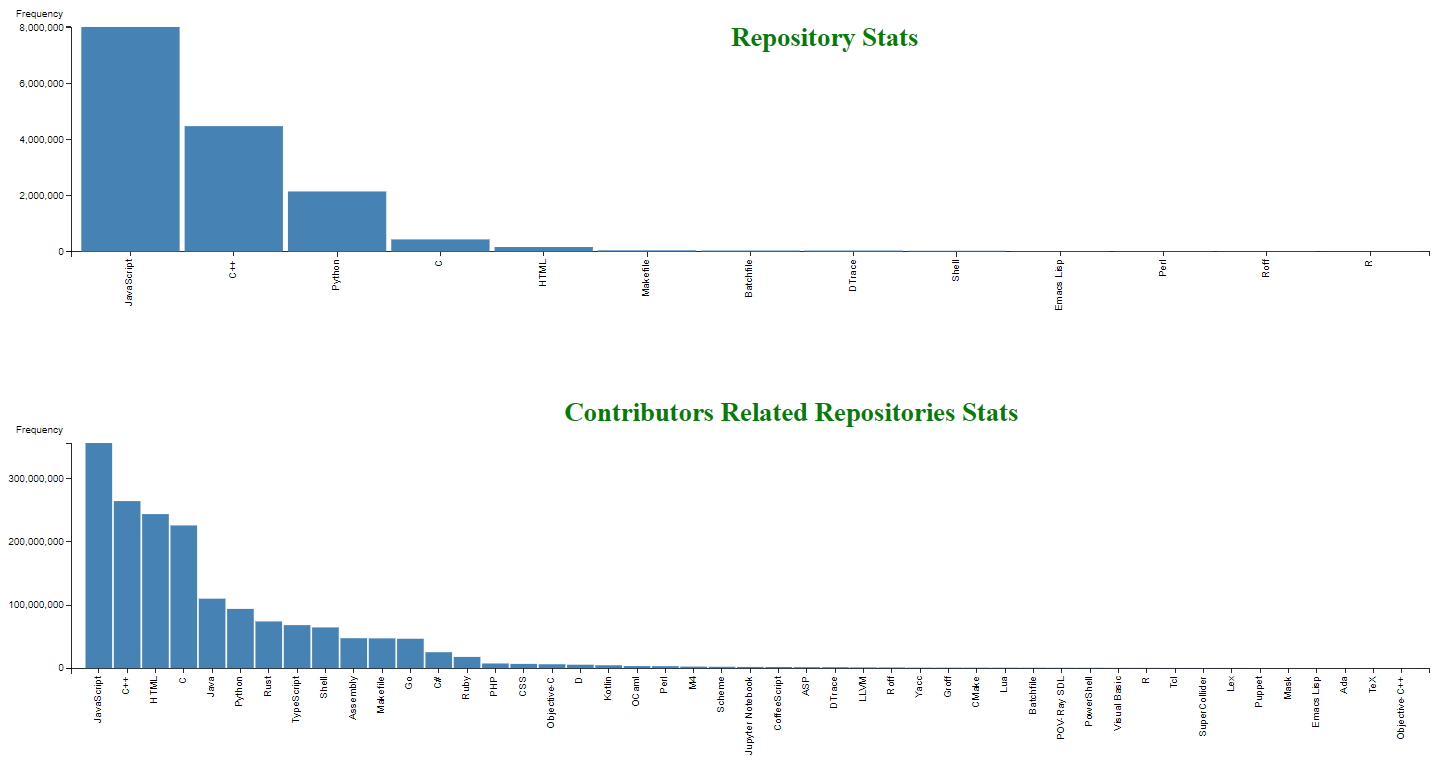 Frequency
Repository Stats
8,000,000
6,000,000
4,000,000
2,000,000
0
JavaScript
C++
Python
C
HTML
Makefile
Batchfile
DTrace
Shell
Emacs Lisp
Perl
Roff
R
Contributors Related Repositories Stats
Frequency
300,000,000
200,000,000
100,000,000
0
JavaScript
C++
HTML
C
Java
Python
Rust
TypeScript
Shell
Assembly
Makefile
Go
C#
Ruby
PHP
CSS
Objective-C
D
Kotlin
OCaml
Perl
M4
Scheme
Jupyter Notebook
CoffeeScript
ASP
DTrace
LLVM
Roff
Yacc
Groff
CMake
Lua
Batchfile
POV-Ray SDL
PowerShell
Visual Basic
R
Tcl
SuperCollider
Lex
Puppet
Mask
Emacs Lisp
Ada
TeX
Objective-C++